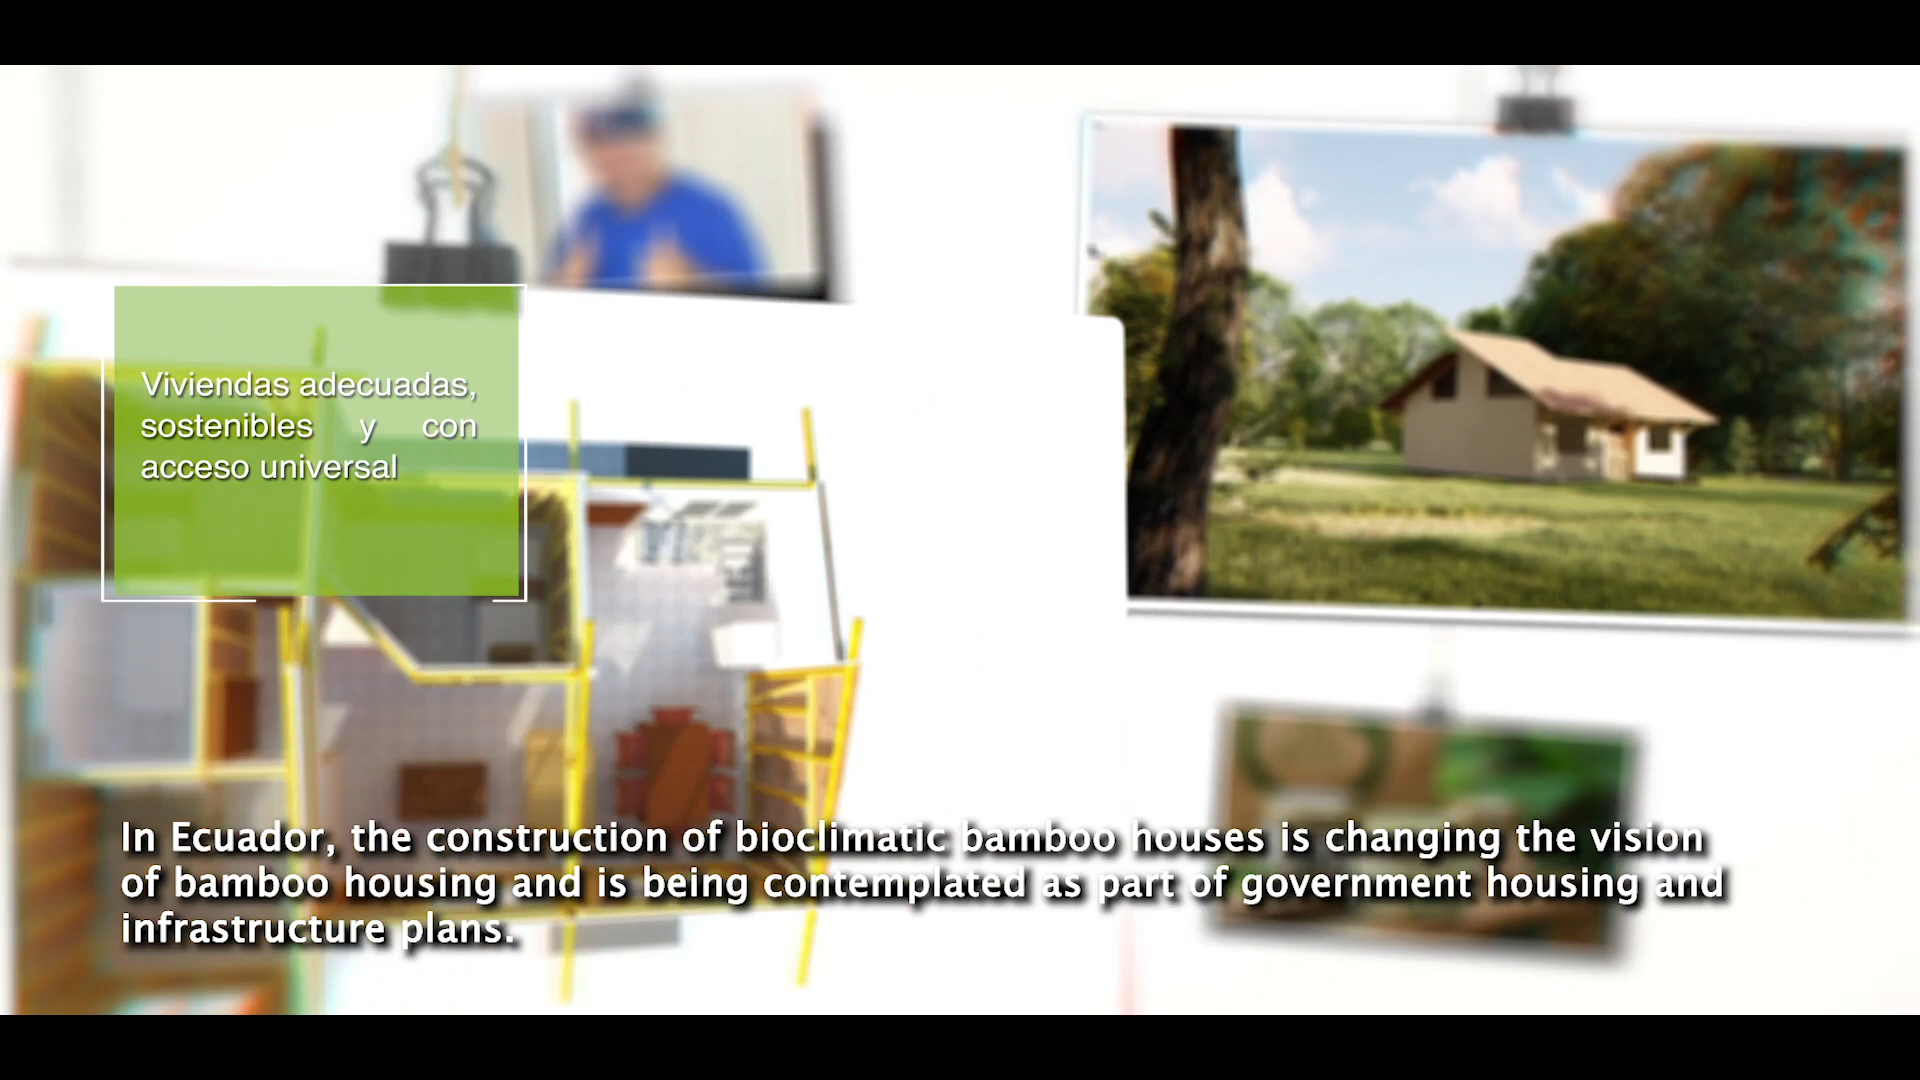 Viviendas adecuadas,
sostenibles y con
acceso universal
In Ecuador, the construction of bioclimatic bamboo houses is changing the vision
of bamboo housing and is being contemplated as part of government housing and
infrastructure plans.